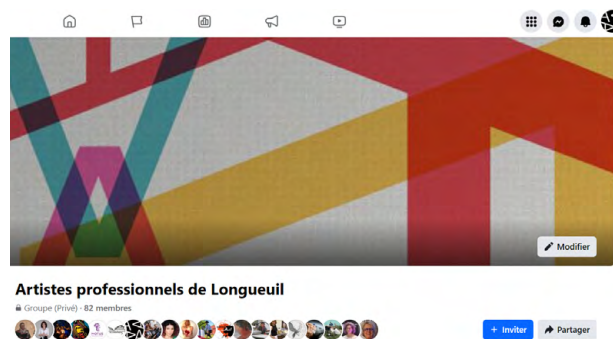 Modifier
Artistes professionnels de Longueuil
Groupe (Privé) · 82 membres
+ Inviter
Partager